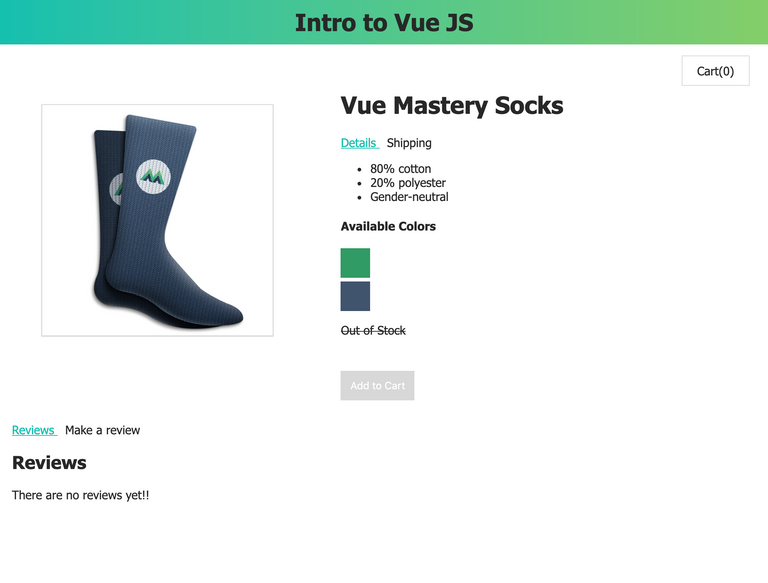 Intro to Vue JS
Cart(0)
Vue Mastery Socks
Details Shipping
80% cotton
20% polyester
Gender-neutral
Available Colors
Out of Stock
Add to Cart
Reviews Make a review
Reviews
There are no reviews yet!!